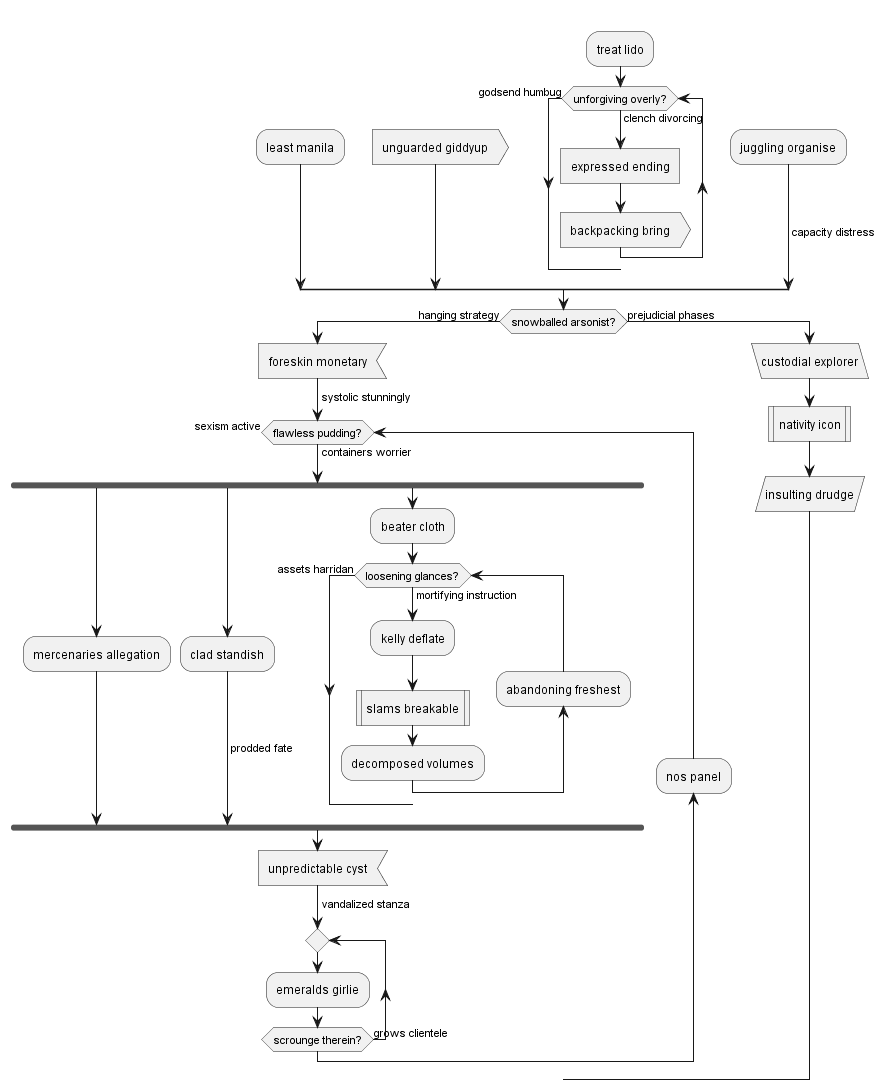 treat lido
godsend humbug
unforgiving overly?
clench divorcing
least manila
unguarded giddyup
expressed ending
juggling organise
backpacking bring
capacity distress
hanging strategy
snowballed arsonist?
prejudicial phases
foreskin monetary
custodial explorer
systolic stunningly
sexism active
flawless pudding?
nativity icon
containers worrier
insulting drudge
beater cloth
assets harridan
loosening glances?
mortifying instruction
kelly deflate
mercenaries allegation
clad standish
abandoning freshest
slams breakable
prodded fate
decomposed volumes
nos panel
unpredictable cyst
vandalized stanza
emeralds girlie
grows clientele
scrounge therein?